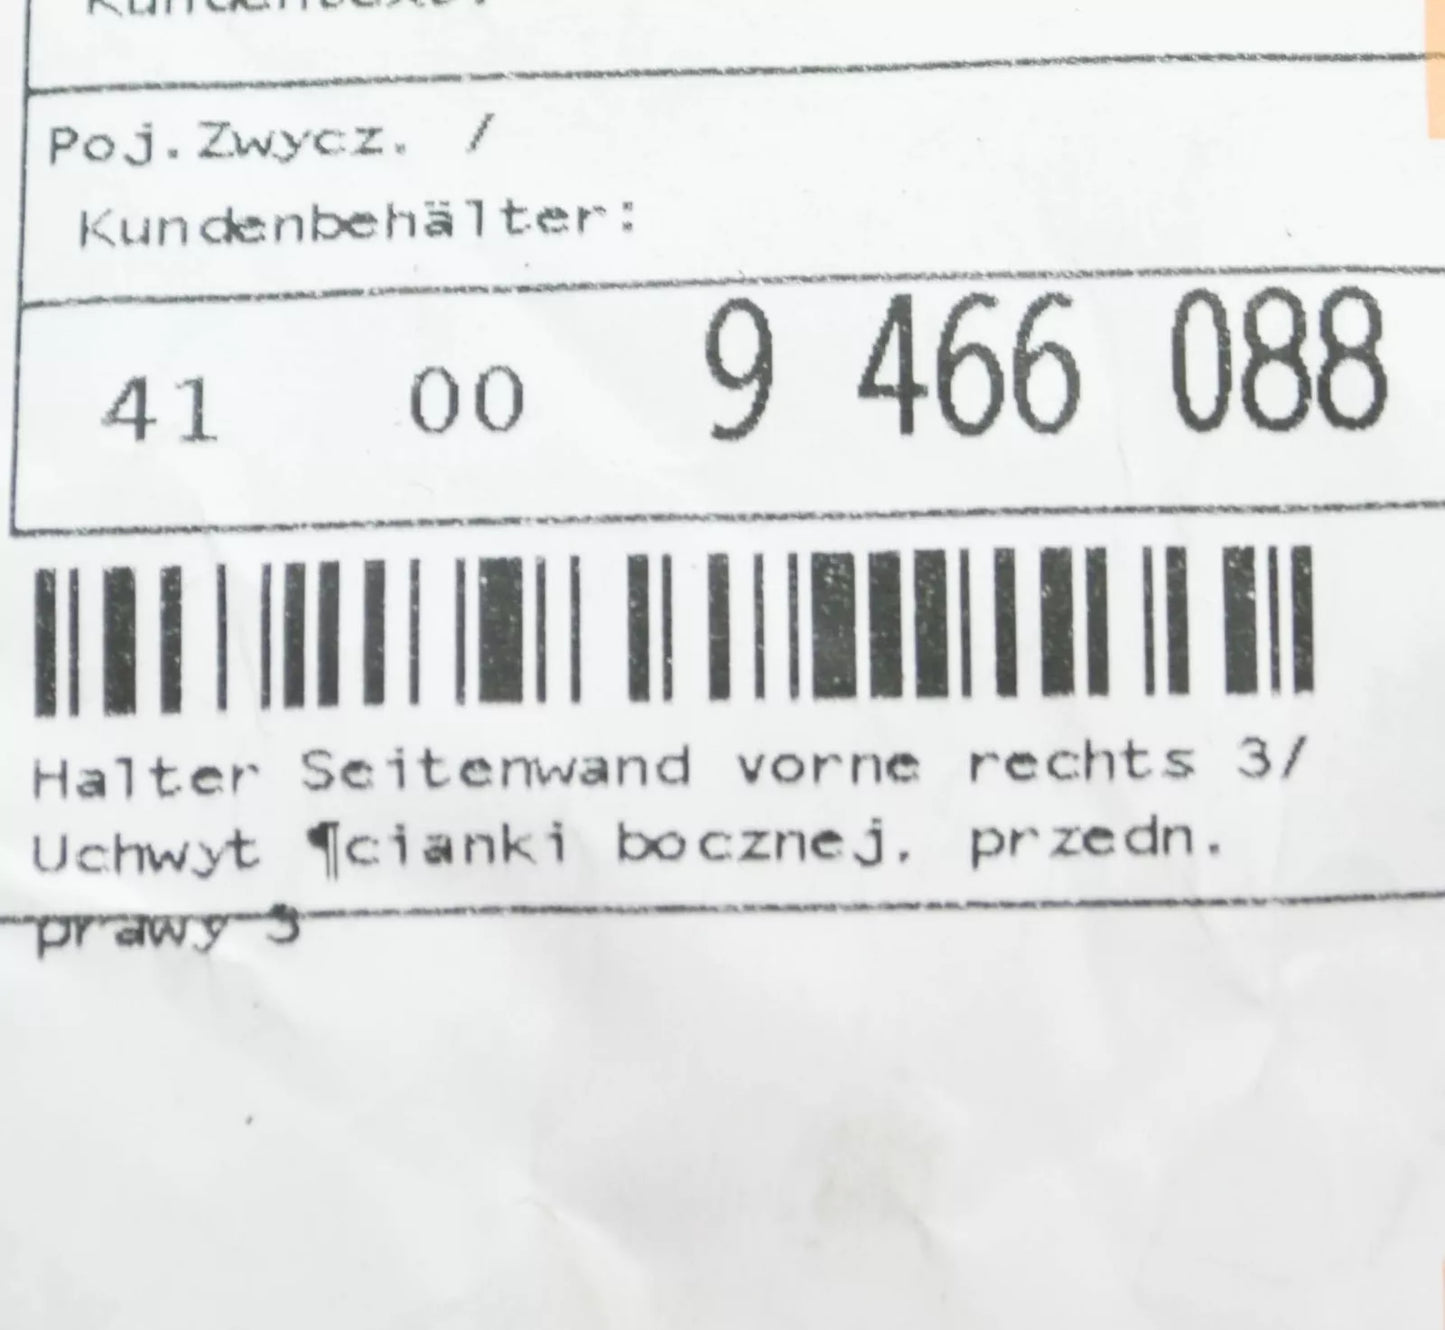 Poj.Zwycz. /
Kundenbehälter:
41 00 9 466 088
Halter Seitenwand vorne rechts 3/
Uchwyt ¶cianki bocznej. przedn.
prawy 3